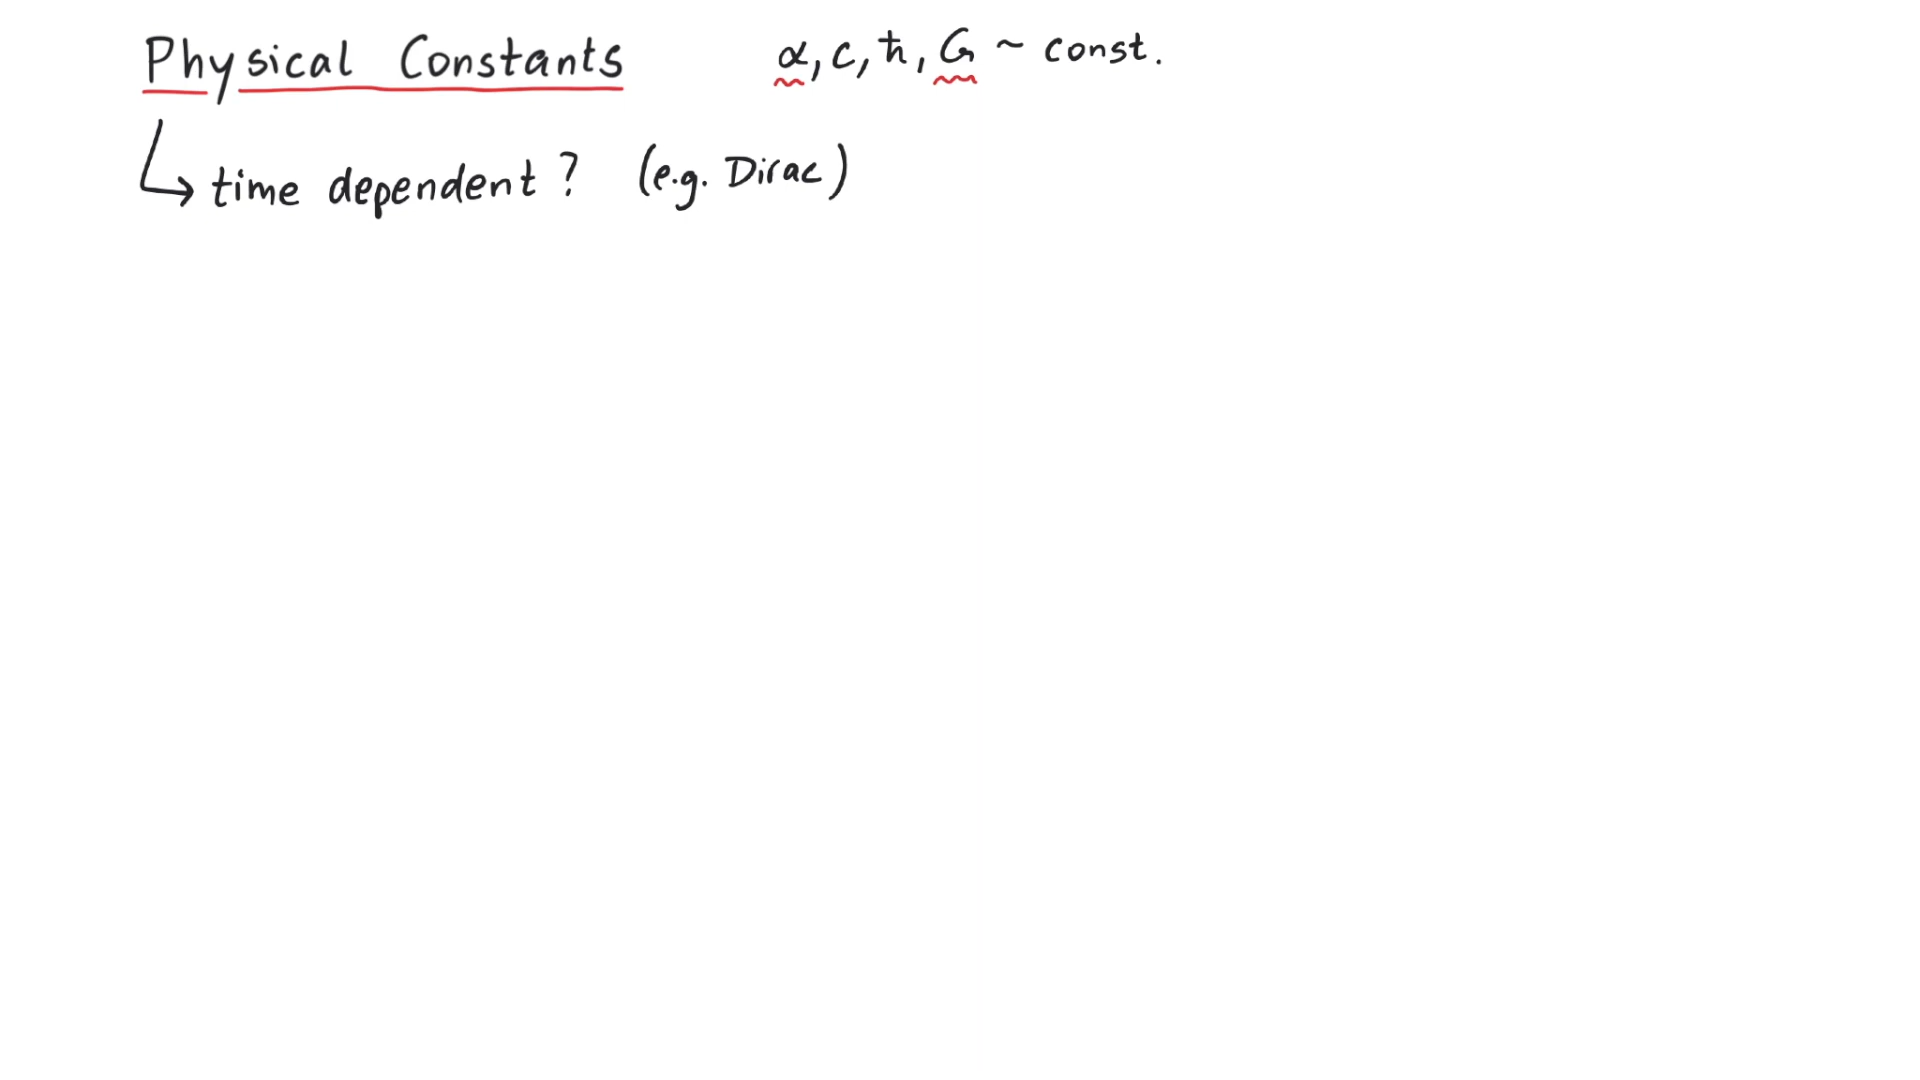 Physical Constants α, c, ħ, G ~ const.
↳ time dependent? (e.g. Dirac)